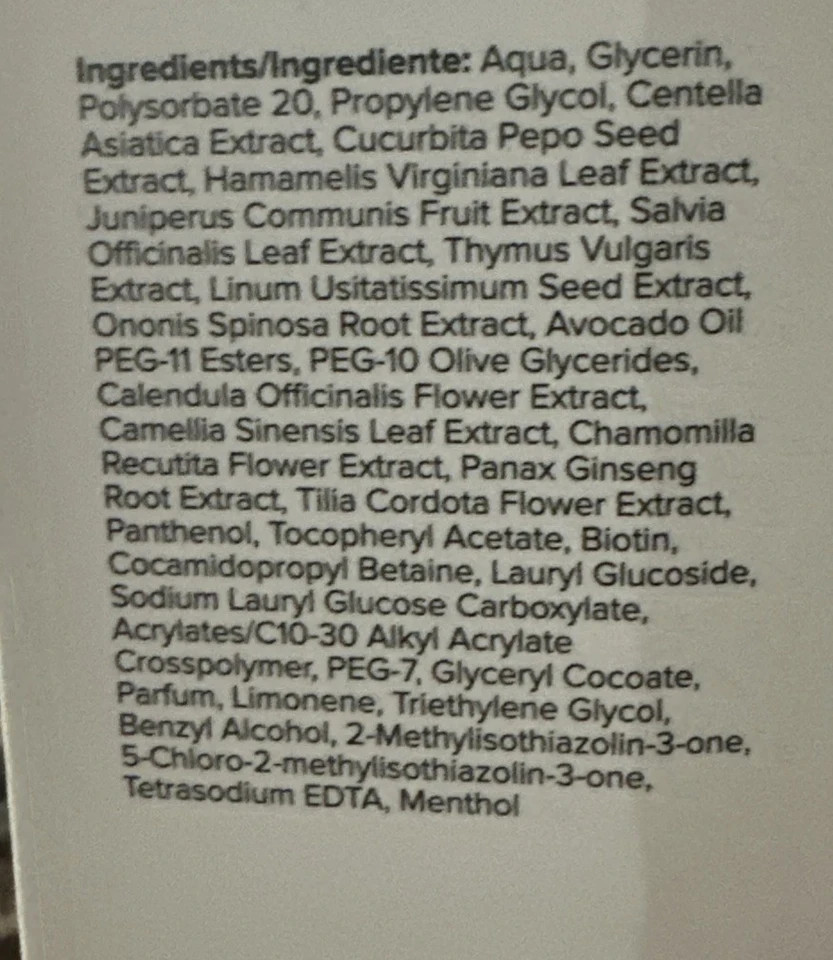 Ingredients/Ingrediente: Aqua, Glycerin,
Polysorbate 20, Propylene Glycol, Centella
Asiatica Extract, Cucurbita Pepo Seed
Extract, Hamamelis Virginiana Leaf Extract,
Juniperus Communis Fruit Extract, Salvia
Officinalis Leaf Extract, Thymus Vulgaris
Extract, Linum Usitatissimum Seed Extract,
Ononis Spinosa Root Extract, Avocado Oil
PEG-11 Esters, PEG-10 Olive Glycerides,
Calendula Officinalis Flower Extract,
Camellia Sinensis Leaf Extract, Chamomilla
Recutita Flower Extract, Panax Ginseng
Root Extract, Tilia Cordota Flower Extract,
Panthenol, Tocopheryl Acetate, Biotin,
Cocamidopropyl Betaine, Lauryl Glucoside,
Sodium Lauryl Glucose Carboxylate,
Acrylates/C10-30 Alkyl Acrylate
Crosspolymer, PEG-7, Glyceryl Cocoate,
Parfum, Limonene, Triethylene Glycol,
Benzyl Alcohol, 2-Methylisothiazolin-3-one,
5-Chloro-2-methylisothiazolin-3-one,
Tetrasodium EDTA, Menthol